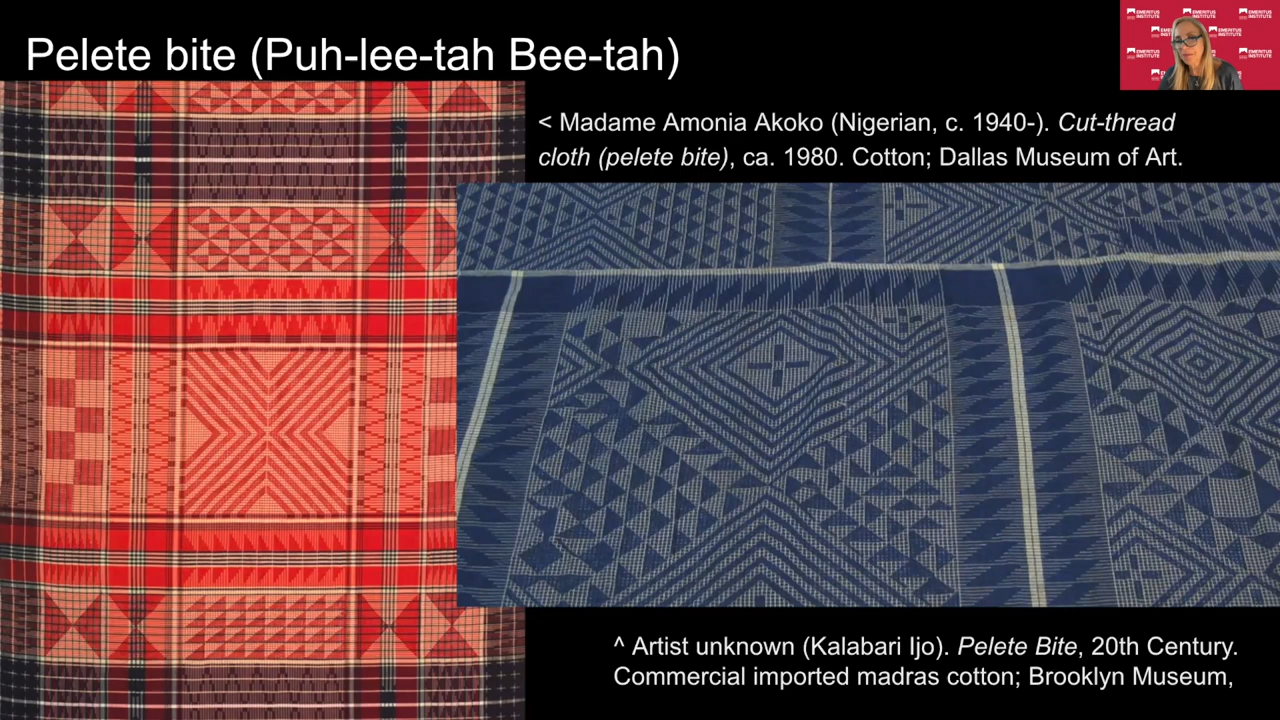 Pelete bite (Puh-lee-tah Bee-tah)
EMERITUS INSTITUTE
< Madame Amonia Akoko (Nigerian, c. 1940-). Cut-thread
cloth (pelete bite), ca. 1980. Cotton; Dallas Museum of Art.
^ Artist unknown (Kalabari Ijo). Pelete Bite, 20th Century.
Commercial imported madras cotton; Brooklyn Museum,